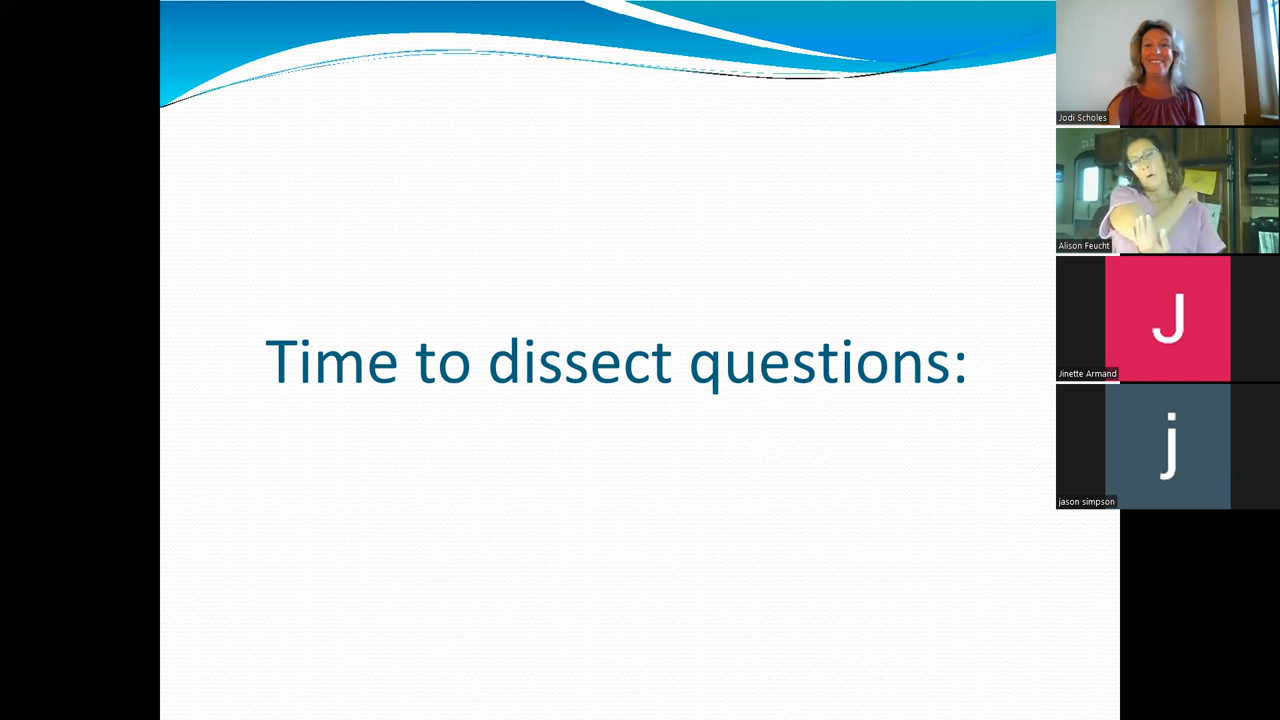 Time to dissect questions:
Jodi Scholes
Alison Feucht
J
Jinette Armand
j
jason simpson